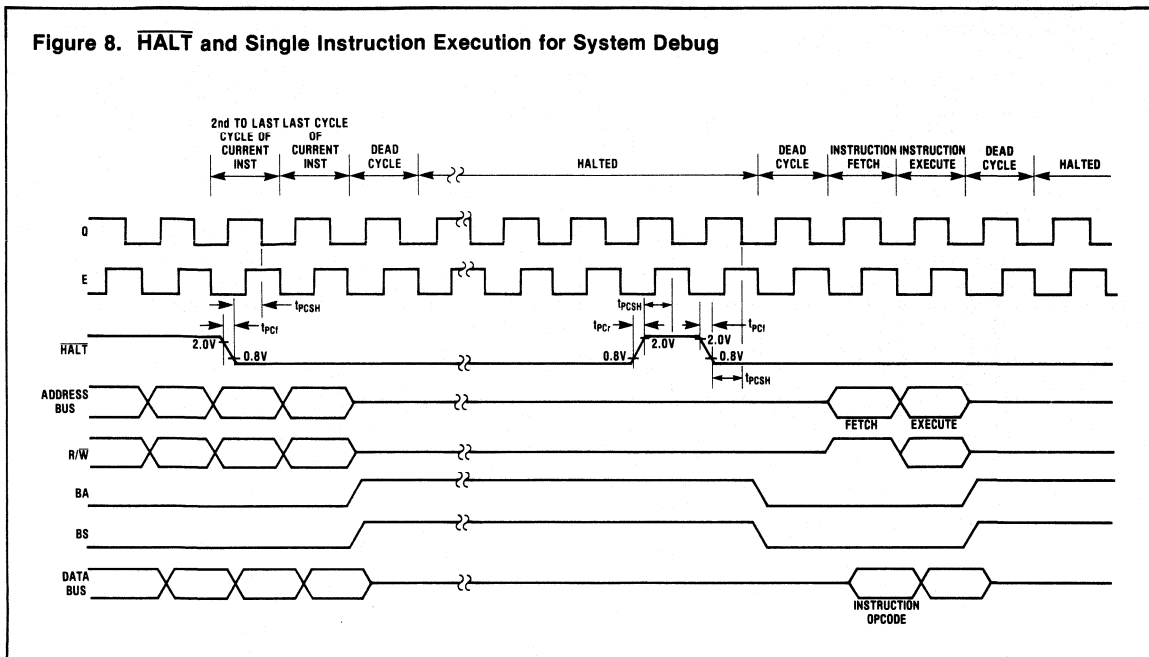 Figure 8. HALT and Single Instruction Execution for System Debug
2nd TO LAST LAST CYCLE
CYCLE OF OF
CURRENT CURRENT DEAD DEAD INSTRUCTION INSTRUCTION DEAD
INST INST CYCLE HALTED CYCLE FETCH EXECUTE CYCLE HALTED
Q
E
tPCSH
tPCSH
tPCf
tPCr
tPCf
HALT
2.0V
0.8V
0.8V
2.0V
2.0V
0.8V
tPCSH
ADDRESS
BUS
FETCH EXECUTE
R/W
BA
BS
DATA
BUS
INSTRUCTION
OPCODE